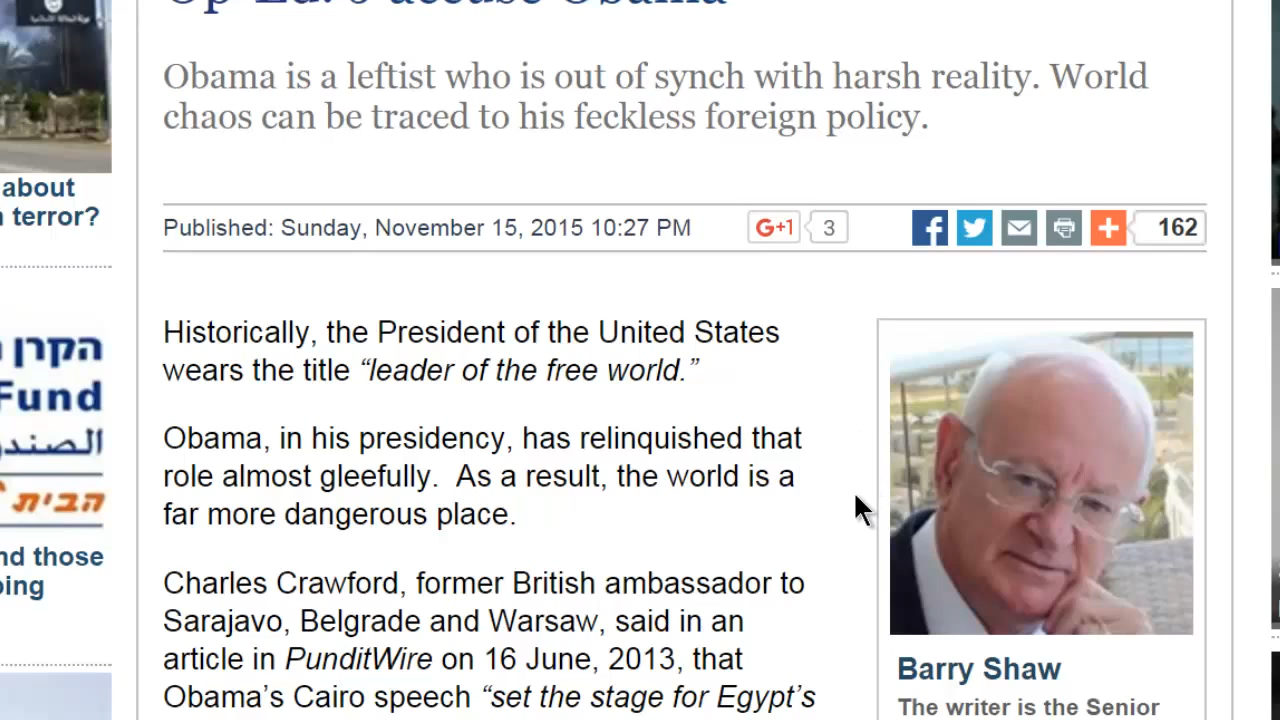 Op-Ed: J'accuse Obama
Obama is a leftist who is out of synch with harsh reality. World
chaos can be traced to his feckless foreign policy.
about
terror?
Published: Sunday, November 15, 2015 10:27 PM
G+1
3
162
הקרן
Fund
الصندو
הבית
nd those
ping
Historically, the President of the United States
wears the title “leader of the free world.”
Obama, in his presidency, has relinquished that
role almost gleefully. As a result, the world is a
far more dangerous place.
Charles Crawford, former British ambassador to
Sarajavo, Belgrade and Warsaw, said in an
article in PunditWire on 16 June, 2013, that
Obama’s Cairo speech “set the stage for Egypt’s
Barry Shaw
The writer is the Senior